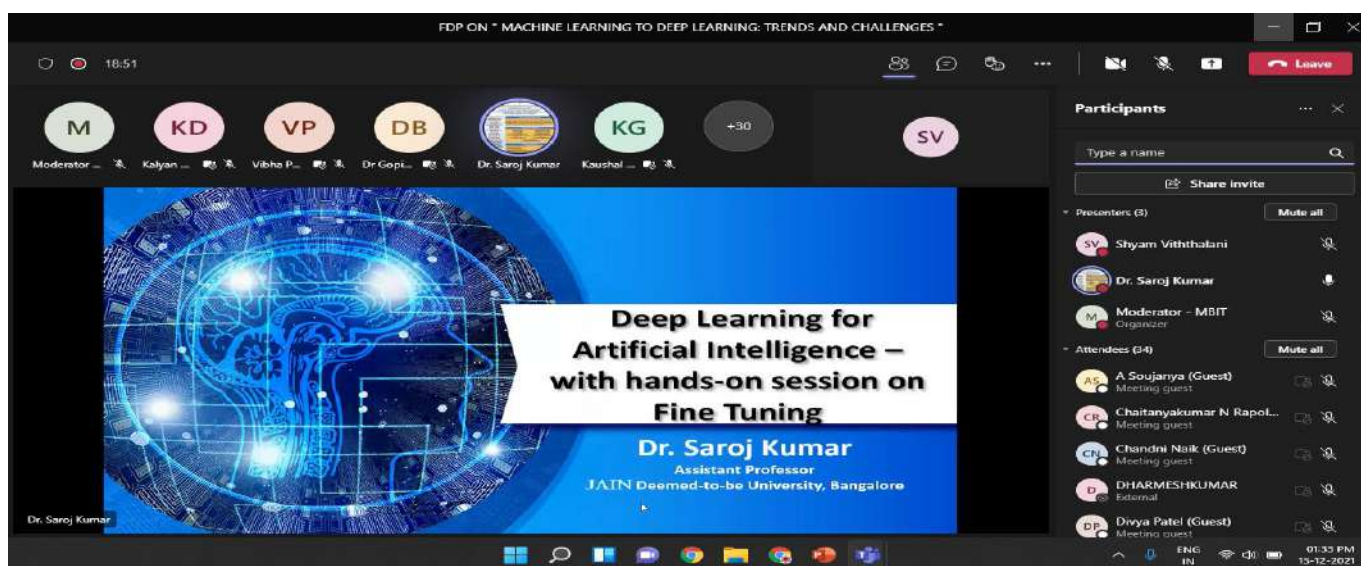 FDP ON " MACHINE LEARNING TO DEEP LEARNING: TRENDS AND CHALLENGES "
18:51
Leave
M
KD
VP
DB
KG
+30
SV
Moderator ...
Kalyan ...
Vibha P...
Dr Gopi...
Dr. Saroj Kumar
Kaushal ...
Deep Learning for
Artificial Intelligence –
with hands-on session on
Fine Tuning
Dr. Saroj Kumar
Assistant Professor
JAIN Deemed-to-be University, Bangalore
Dr. Saroj Kumar
Participants
Type a name
Share invite
Presenters (3)
Mute all
SV
Shyam Viththalani
Dr. Saroj Kumar
M
Moderator - MBIT
Organizer
Attendees (34)
Mute all
AS
A Soujanya (Guest)
Meeting guest
CR
Chaitanyakumar N Rapol...
Meeting guest
CN
Chandni Naik (Guest)
Meeting guest
D
DHARMESHKUMAR
External
DP
Divya Patel (Guest)
Meeting guest
ENG
IN
01:33 PM
15-12-2021